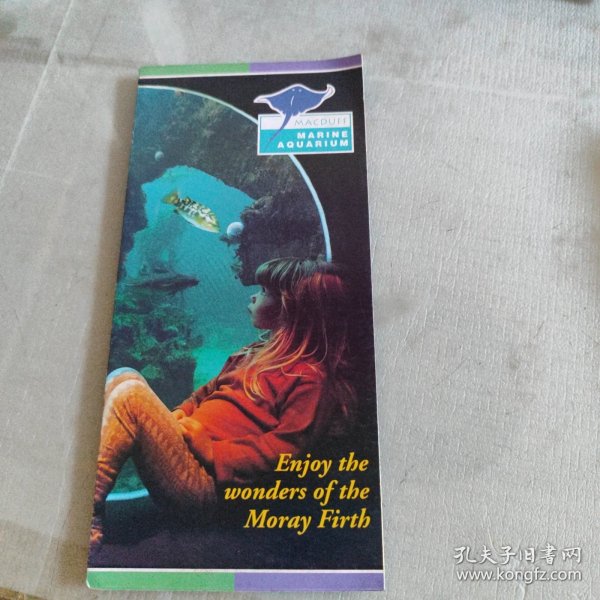 MACDUFF
MARINE
AQUARIUM
Enjoy the
wonders of the
Moray Firth
孔夫子旧书网
www.kongfz.com